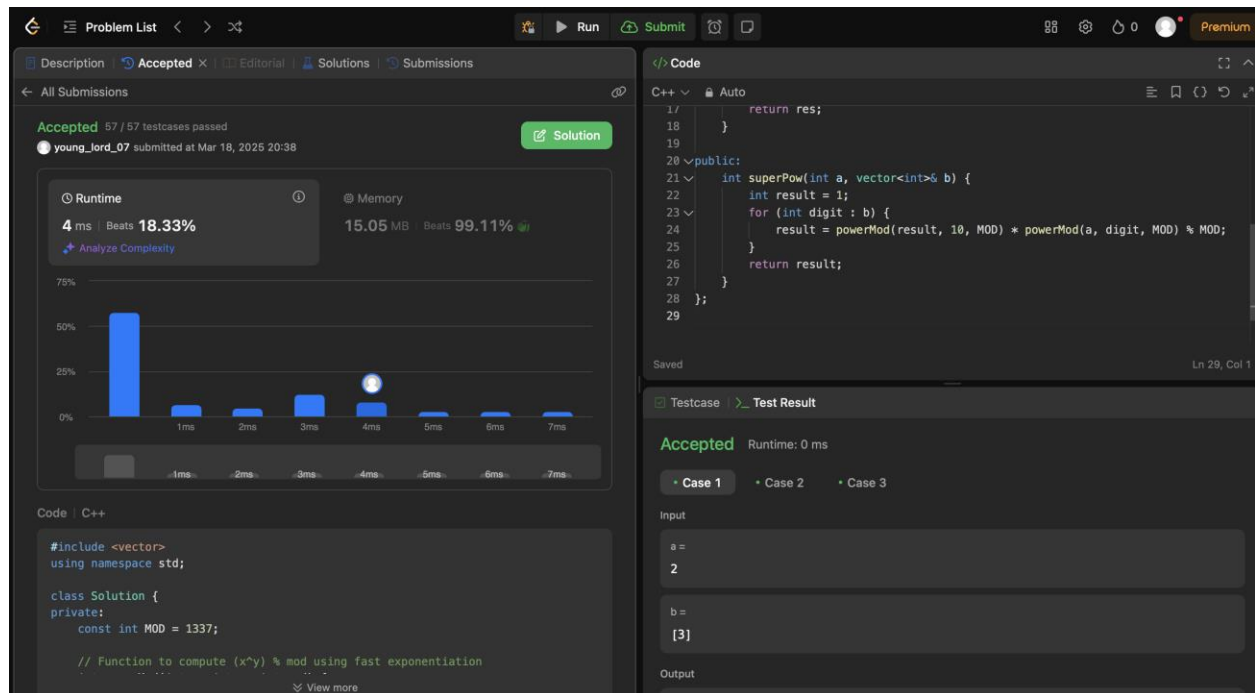 Problem List
Run
Submit
0
Premium
Description
Accepted
Editorial
Solutions
Submissions
All Submissions
Accepted 57 / 57 testcases passed
young_lord_07 submitted at Mar 18, 2025 20:38
Solution
Runtime
4 ms Beats 18.33%
Analyze Complexity
Memory
15.05 MB Beats 99.11%
75%
50%
25%
0%
1ms 2ms 3ms 4ms 5ms 6ms 7ms
1ms 2ms 3ms 4ms 5ms 6ms 7ms
Code | C++
#include <vector>
using namespace std;
class Solution {
private:
const int MOD = 1337;
// Function to compute (x^y) % mod using fast exponentiation
View more
</> Code
C++ Auto
17 return res;
18 }
19
20 public:
21 int superPow(int a, vector<int>& b) {
22 int result = 1;
23 for (int digit : b) {
24 result = powerMod(result, 10, MOD) * powerMod(a, digit, MOD) % MOD;
25 }
26 return result;
27 }
28 };
29
Saved
Ln 29, Col 1
Testcase
>_ Test Result
Accepted Runtime: 0 ms
• Case 1 • Case 2 • Case 3
Input
a =
2
b =
[3]
Output